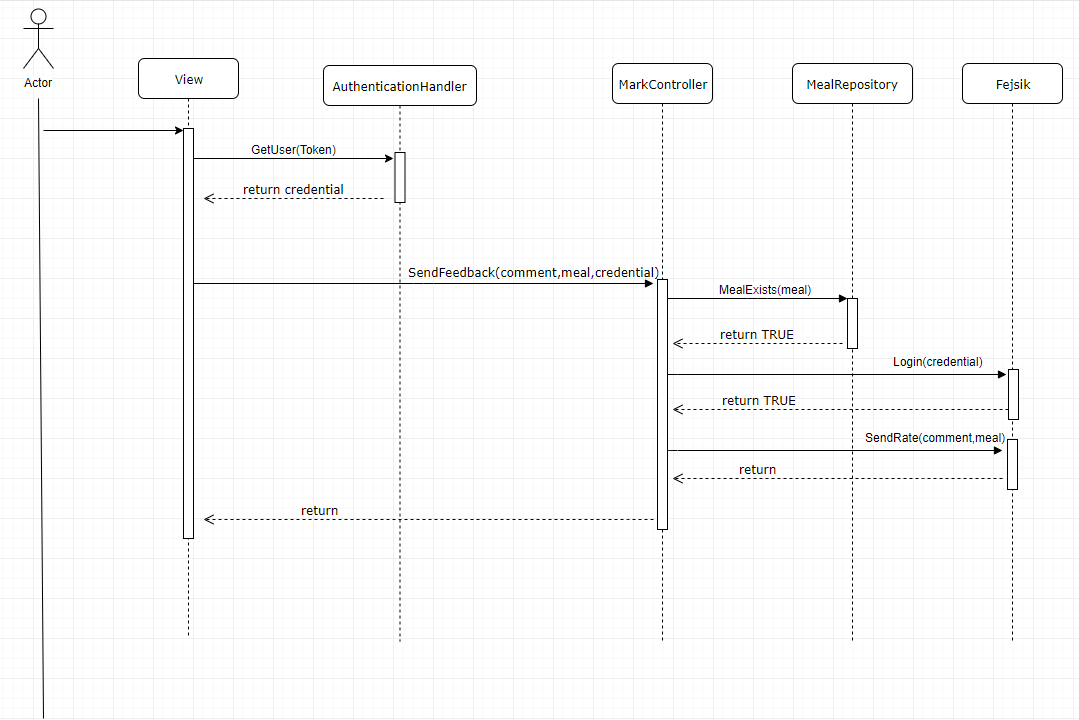 Actor
View
AuthenticationHandler
MarkController
MealRepository
Fejsik
GetUser(Token)
return credential
SendFeedback(comment,meal,credential)
MealExists(meal)
return TRUE
Login(credential)
return TRUE
SendRate(comment,meal)
return
return